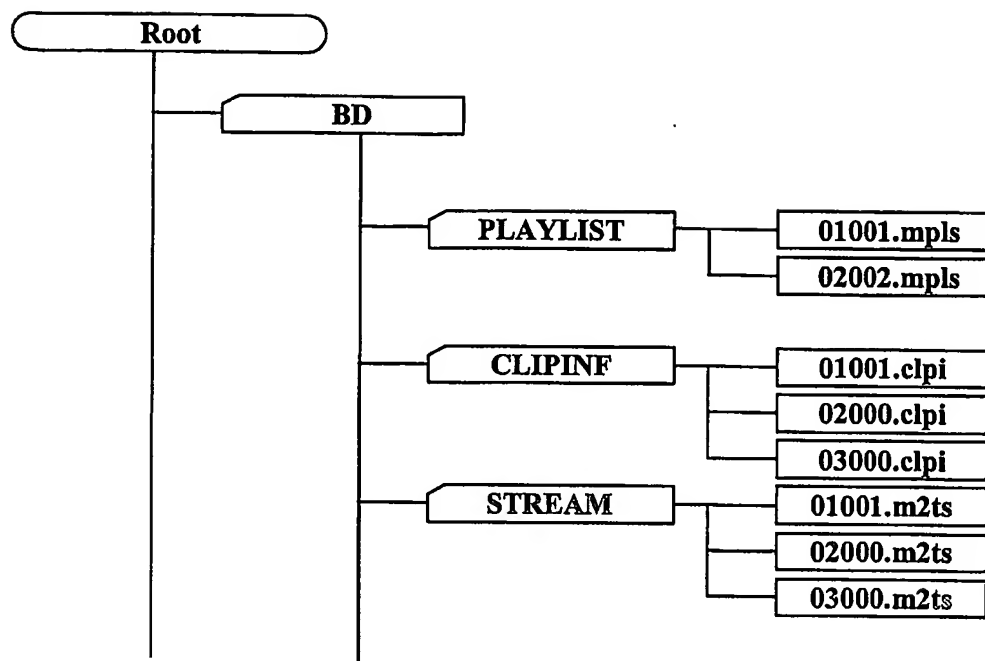 Root
BD
PLAYLIST
01001.mpls
02002.mpls
CLIPINF
01001.clpi
02000.clpi
03000.clpi
STREAM
01001.m2ts
02000.m2ts
03000.m2ts